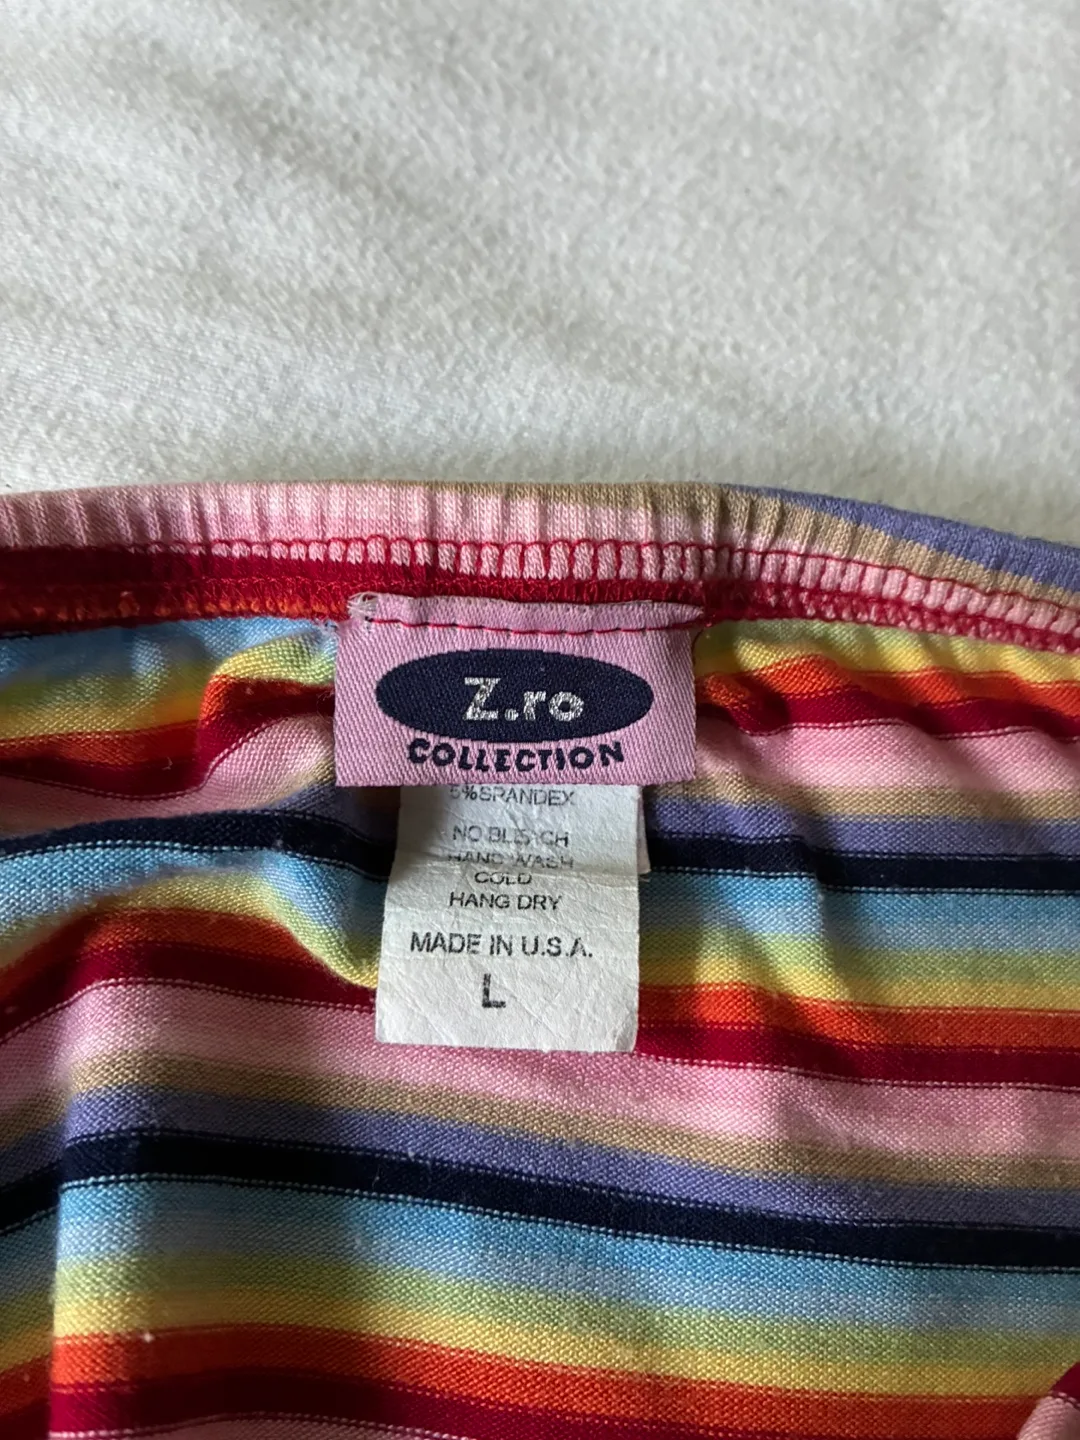 Z.ro
COLLECTION
5% SPANDEX
NO BLEACH
HAND WASH
COLD
HANG DRY
MADE IN U.S.A.
L